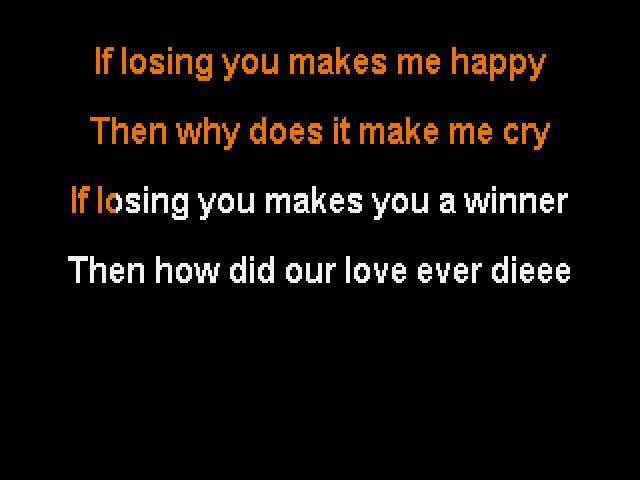 If losing you makes me happy
Then why does it make me cry
If losing you makes you a winner
Then how did our love ever dieee